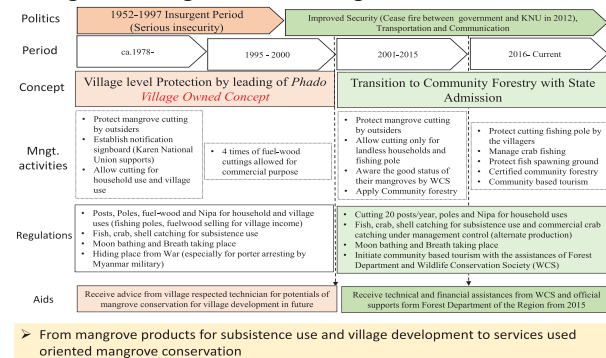 Politics
1952-1997 Insurgent Period
(Serious insecurity)
Improved Security (Cease fire between government and KNU in 2012),
Transportation and Communication
Period
ca.1978-
1995 - 2000
2001-2015
2016- Current
Concept
Village level Protection by leading of Phado
Village Owned Concept
Transition to Community Forestry with State
Admission
Mngt.
activities
• Protect mangrove cutting
by outsiders
• Establish notification
signboard (Karen National
Union supports)
• Allow cutting for
household use and village
use
• 4 times of fuel-wood
cuttings allowed for
commercial purpose
• Protect mangrove cutting by
outsiders
• Allow cutting only for
landless households and
fishing pole
• Aware the good status of
their mangroves by WCS
• Apply Community forestry
• Protect cutting fishing pole by
the villagers
• Manage crab fishing
• Protect fish spawning ground
• Certified community forestry
• Community based tourism
Regulations
• Posts, Poles, fuel-wood and Nipa for household and village
uses (fishing poles, fuelwood selling for village income)
• Fish, crab, shell catching for subsistence use
• Moon bathing and Breath taking place
• Hiding place from War (especially for porter arresting by
Myanmar military)
• Cutting 20 posts/year, poles and Nipa for household uses
• Fish, crab, shell catching for subsistence use and commercial crab
catching under management control (alternate production)
• Moon bathing and Breath taking place
• Initiate community based tourism with the assistances of Forest
Department and Wildlife Conservation Society (WCS)
Aids
Receive advice from village respected technician for potentials of
mangrove conservation for village development in future
Receive technical and financial assistances from WCS and official
supports form Forest Department of the Region from 2015
➢ From mangrove products for subsistence use and village development to services used
oriented mangrove conservation